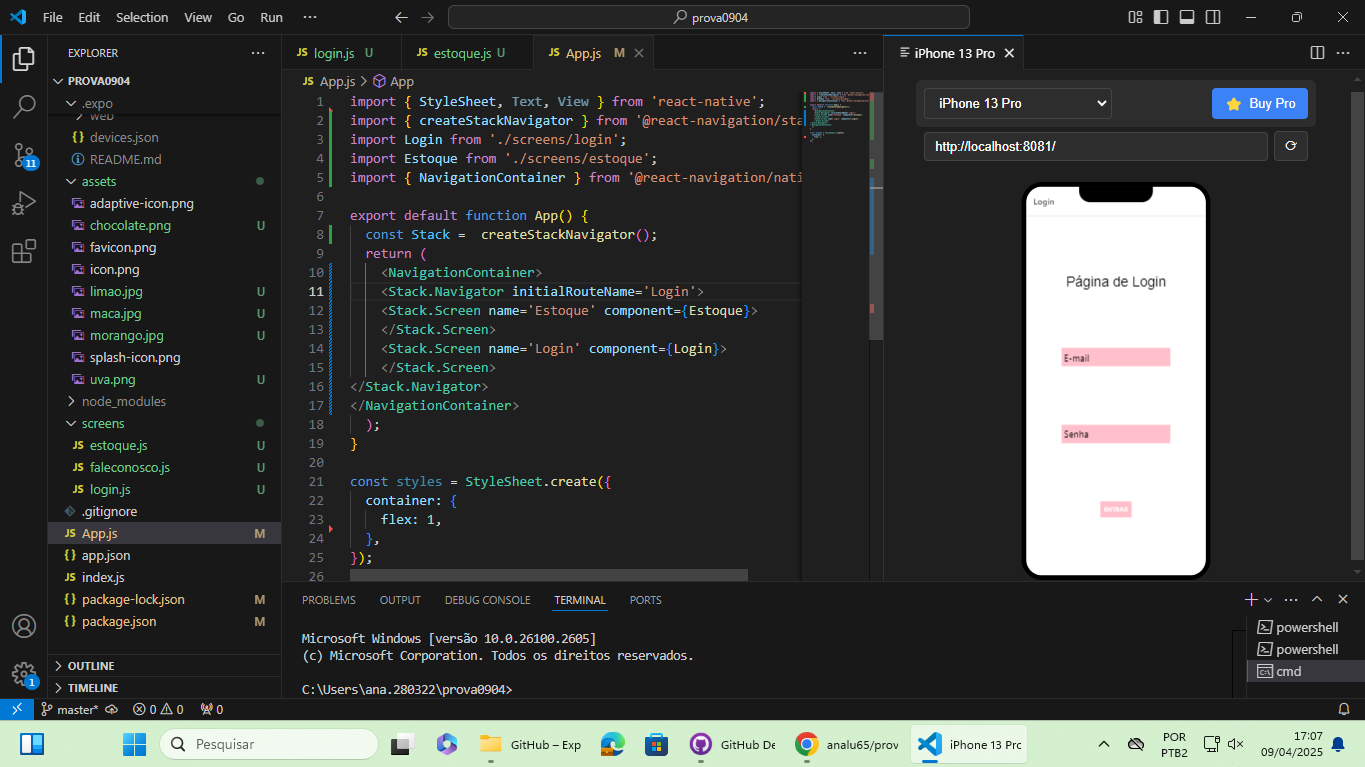 File Edit Selection View Go Run ···
prova0904
EXPLORER
PROVA0904
.expo
web
devices.json
README.md
assets
adaptive-icon.png
chocolate.png U
favicon.png
icon.png
limao.jpg U
maca.jpg U
morango.jpg U
splash-icon.png
uva.png U
node_modules
screens
JS estoque.js U
JS faleconosco.js U
JS login.js U
.gitignore
JS App.js M
{} app.json
JS index.js
{} package-lock.json M
{} package.json M
OUTLINE
TIMELINE
11
1
JS login.js U
JS estoque.js U
JS App.js M
JS App.js > App
1 import { StyleSheet, Text, View } from 'react-native';
2 import { createStackNavigator } from '@react-navigation/sta
3 import Login from './screens/login';
4 import Estoque from './screens/estoque';
5 import { NavigationContainer } from '@react-navigation/nati
6
7 export default function App() {
8 const Stack =  createStackNavigator();
9 return (
10 <NavigationContainer>
11 <Stack.Navigator initialRouteName='Login'>
12 <Stack.Screen name='Estoque' component={Estoque}>
13 </Stack.Screen>
14 <Stack.Screen name='Login' component={Login}>
15 </Stack.Screen>
16 </Stack.Navigator>
17 </NavigationContainer>
18 );
19 }
20
21 const styles = StyleSheet.create({
22 container: {
23 flex: 1,
24 },
25 });
26
iPhone 13 Pro
iPhone 13 Pro
Buy Pro
http://localhost:8081/
Login
Página de Login
E-mail
Senha
ENTRAR
PROBLEMS OUTPUT DEBUG CONSOLE TERMINAL PORTS
Microsoft Windows [versão 10.0.26100.2605]
(c) Microsoft Corporation. Todos os direitos reservados.
C:\Users\ana.280322\prova0904>
powershell
powershell
cmd
master* 0 0 0
Pesquisar
GitHub – Exp
GitHub De
analu65/prov
iPhone 13 Prc
POR
PTB2
17:07
09/04/2025